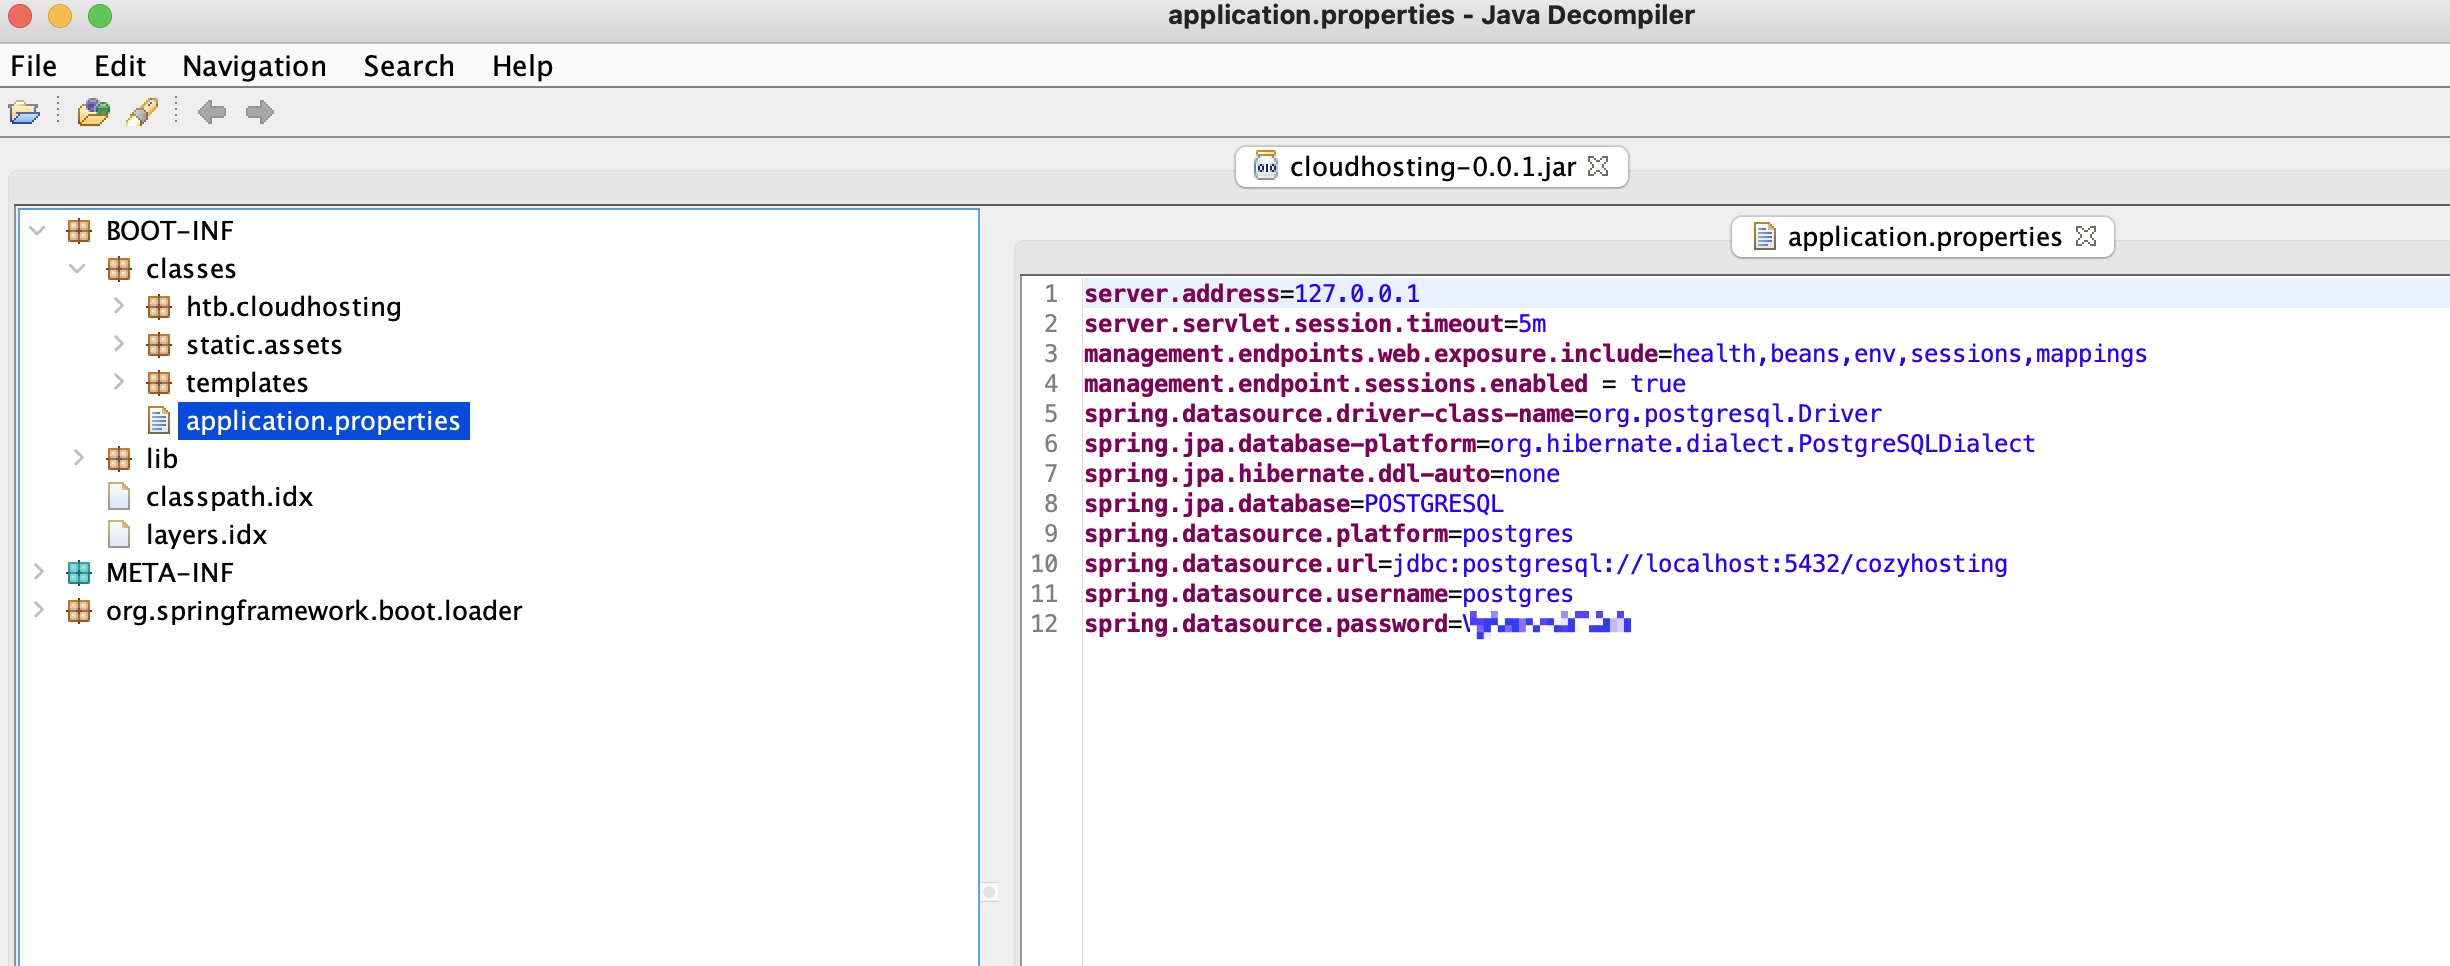 application.properties - Java Decompiler
File Edit Navigation Search Help
cloudhosting-0.0.1.jar
BOOT-INF
classes
htb.cloudhosting
static.assets
templates
application.properties
lib
classpath.idx
layers.idx
META-INF
org.springframework.boot.loader
application.properties
1 server.address=127.0.0.1
2 server.servlet.session.timeout=5m
3 management.endpoints.web.exposure.include=health,beans,env,sessions,mappings
4 management.endpoint.sessions.enabled = true
5 spring.datasource.driver-class-name=org.postgresql.Driver
6 spring.jpa.database-platform=org.hibernate.dialect.PostgreSQLDialect
7 spring.jpa.hibernate.ddl-auto=none
8 spring.jpa.database=POSTGRESQL
9 spring.datasource.platform=postgres
10 spring.datasource.url=jdbc:postgresql://localhost:5432/cozyhosting
11 spring.datasource.username=postgres
12 spring.datasource.password=